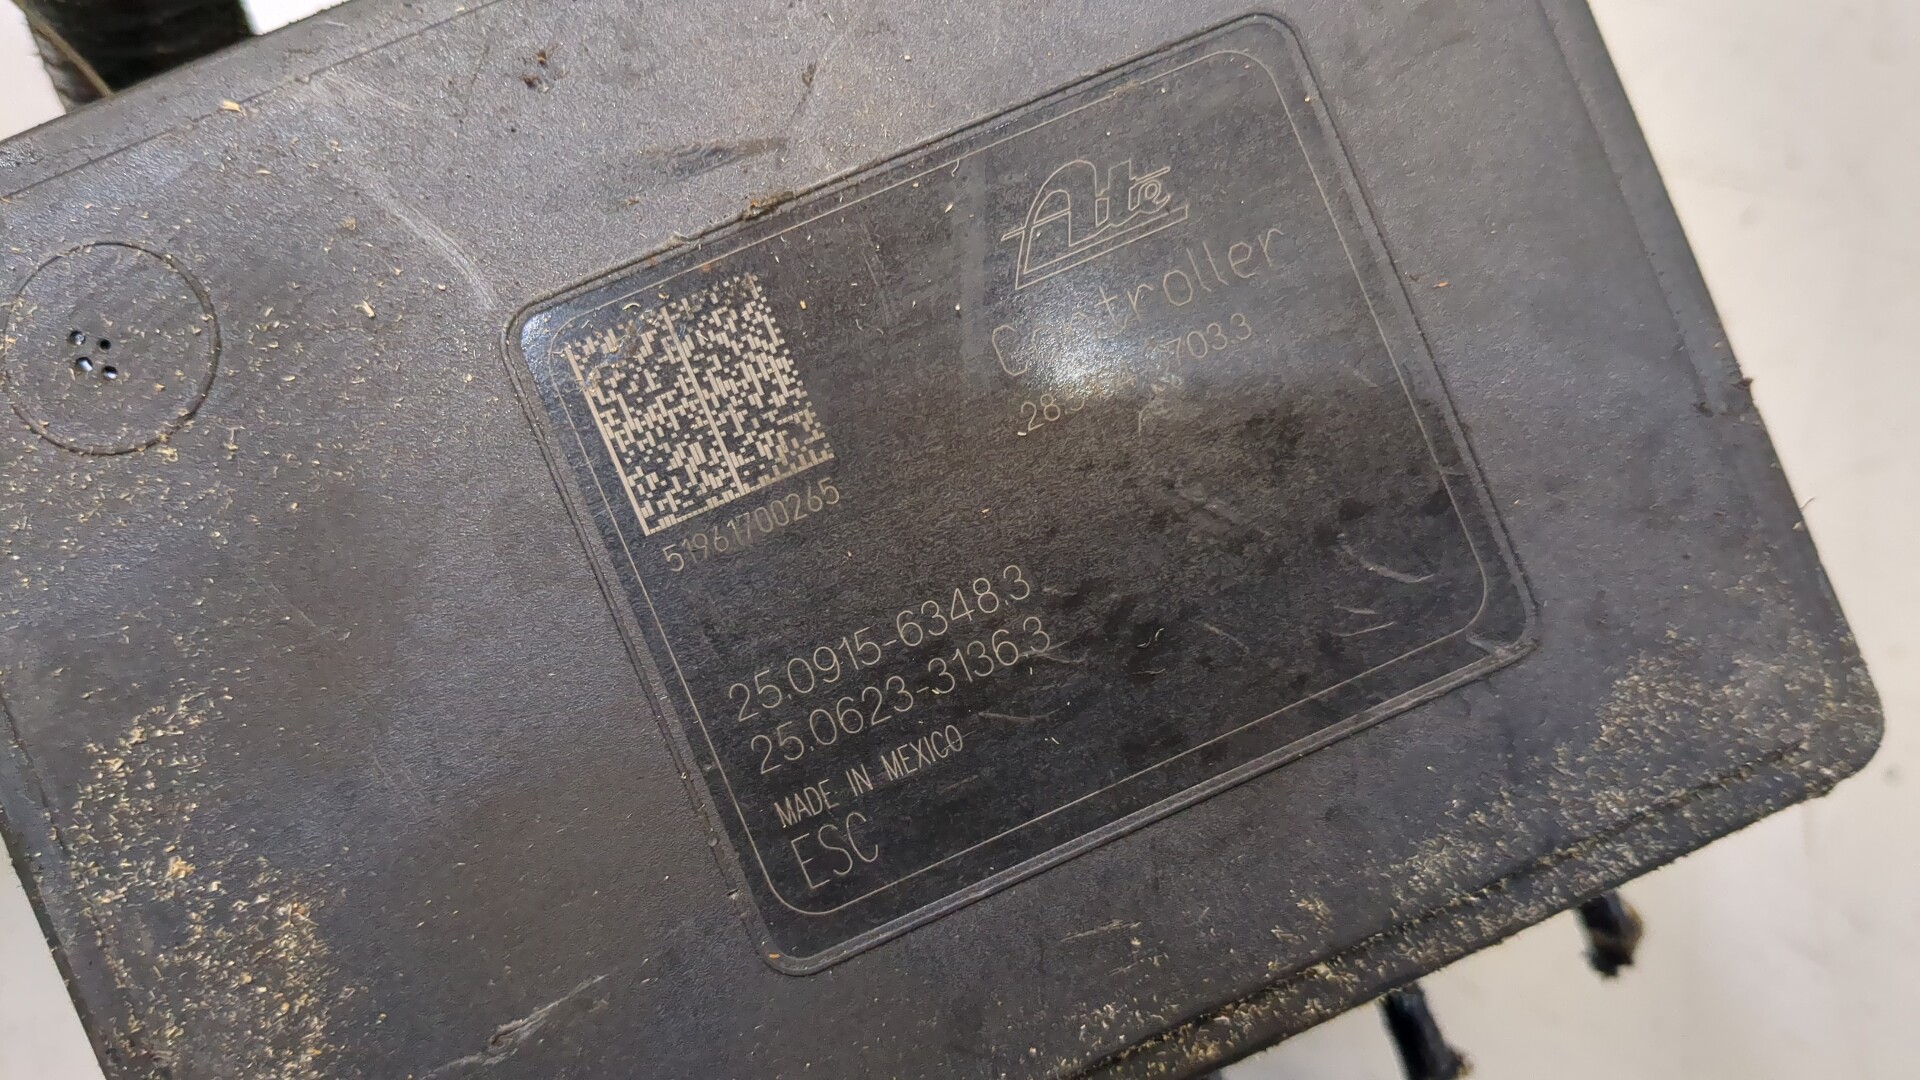 Ate
Controller
51961700265
25.0915-6348.3
25.0623-3136.3
MADE IN MEXICO
ESC